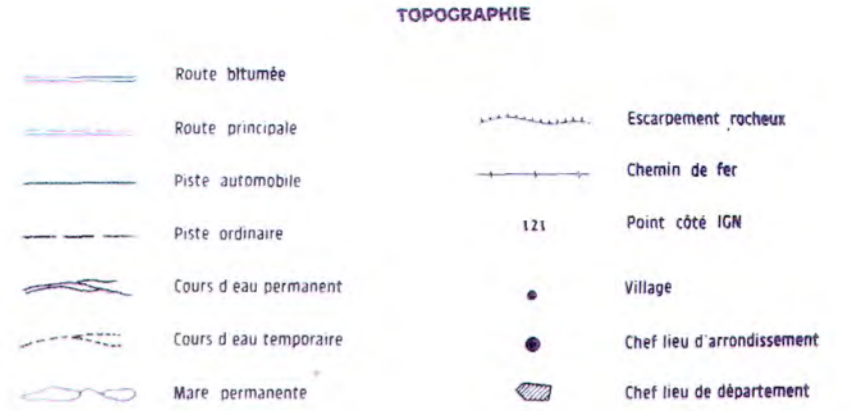 TOPOGRAPHIE
Route bitumée
Route principale
Piste automobile
Piste ordinaire
Cours d eau permanent
Cours d eau temporaire
Mare permanente
Escarpement rocheux
Chemin de fer
121 Point côté IGN
Village
Chef lieu d'arrondissement
Chef lieu de département